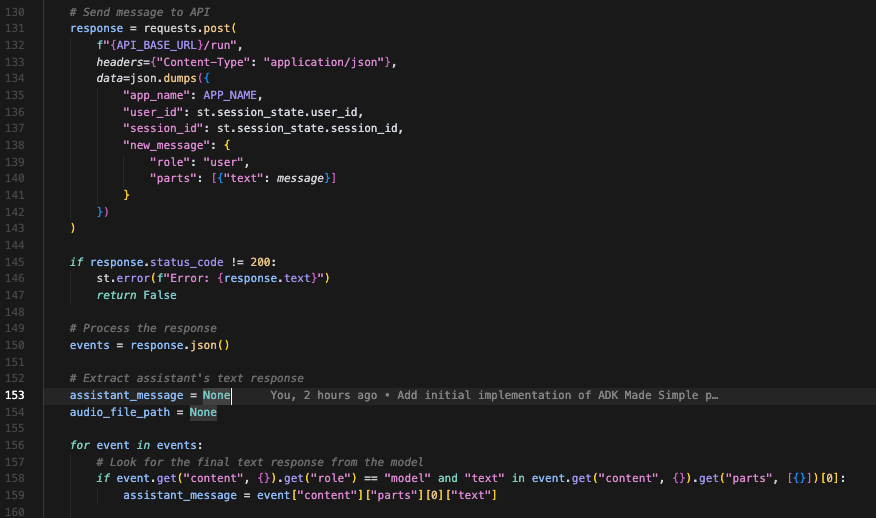 130 # Send message to API
131 response = requests.post(
132 f"{API_BASE_URL}/run",
133 headers={"Content-Type": "application/json"},
134 data=json.dumps({
135 "app_name": APP_NAME,
136 "user_id": st.session_state.user_id,
137 "session_id": st.session_state.session_id,
138 "new_message": {
139 "role": "user",
140 "parts": [{"text": message}]
141 }
142 })
143 )
144
145 if response.status_code != 200:
146 st.error(f"Error: {response.text}")
147 return False
148
149 # Process the response
150 events = response.json()
151
152 # Extract assistant's text response
153 assistant_message = None You, 2 hours ago • Add initial implementation of ADK Made Simple p…
154 audio_file_path = None
155
156 for event in events:
157 # Look for the final text response from the model
158 if event.get("content", {}).get("role") == "model" and "text" in event.get("content", {}).get("parts", [{}])[0]:
159 assistant_message = event["content"]["parts"][0]["text"]
160